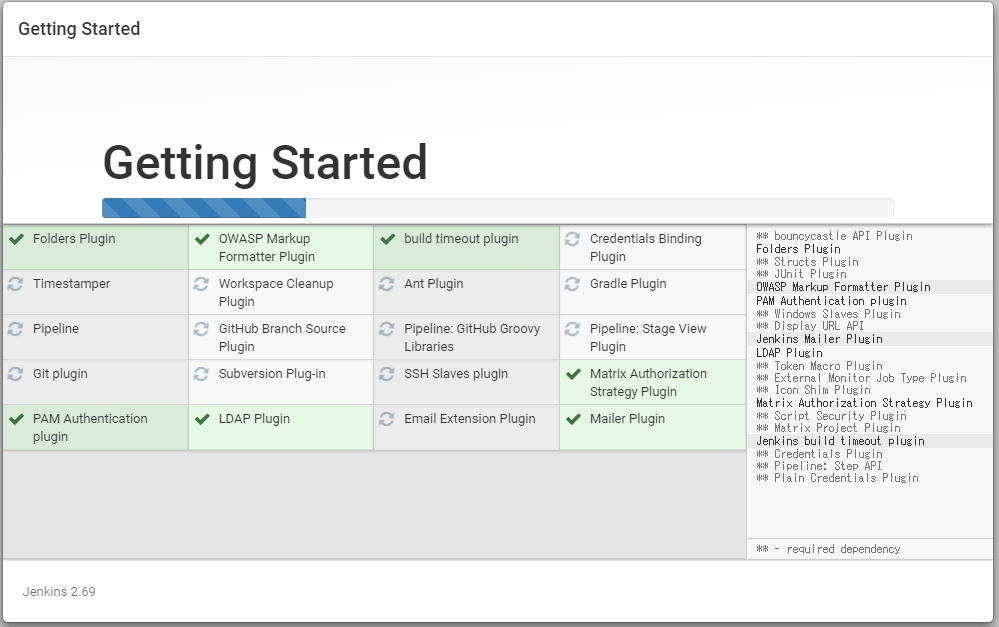 Getting Started
Getting Started
Folders Plugin
OWASP Markup
Formatter Plugin
build timeout plugin
Credentials Binding
Plugin
Timestamper
Workspace Cleanup
Plugin
Ant Plugin
Gradle Plugin
Pipeline
GitHub Branch Source
Plugin
Pipeline: GitHub Groovy
Libraries
Pipeline: Stage View
Plugin
Git plugin
Subversion Plug-in
SSH Slaves plugin
Matrix Authorization
Strategy Plugin
PAM Authentication
plugin
LDAP Plugin
Email Extension Plugin
Mailer Plugin
** bouncycastle API Plugin
Folders Plugin
** Structs Plugin
** JUnit Plugin
OWASP Markup Formatter Plugin
PAM Authentication plugin
** Windows Slaves Plugin
** Display URL API
Jenkins Mailer Plugin
LDAP Plugin
** Token Macro Plugin
** External Monitor Job Type Plugin
** Icon Shim Plugin
Matrix Authorization Strategy Plugin
** Script Security Plugin
** Matrix Project Plugin
Jenkins build timeout plugin
** Credentials Plugin
** Pipeline: Step API
** Plain Credentials Plugin
** - required dependency
Jenkins 2.69